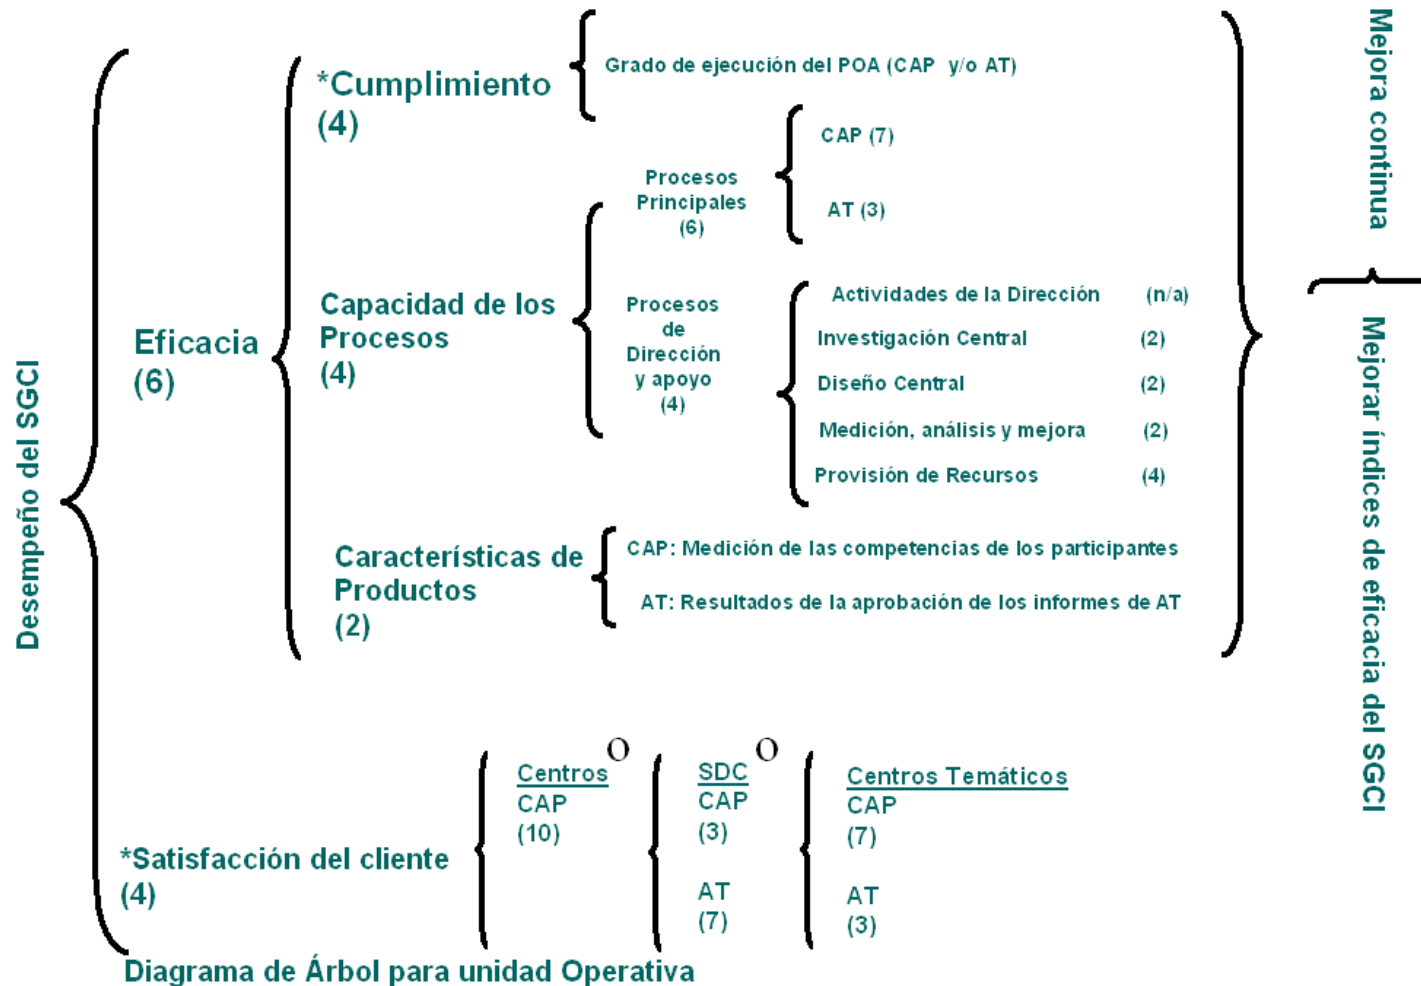 Desempeño del SGCI
Eficacia
(6)
*Cumplimiento
(4)
Grado de ejecución del POA (CAP y/o AT)
Capacidad de los
Procesos
(4)
Procesos
Principales
(6)
CAP (7)
AT (3)
Procesos
de
Dirección
y apoyo
(4)
Actividades de la Dirección (n/a)
Investigación Central (2)
Diseño Central (2)
Medición, análisis y mejora (2)
Provisión de Recursos (4)
Característícas de
Productos
(2)
CAP: Medición de las competencias de los participantes
AT: Resultados de la aprobación de los informes de AT
*Satisfacción del cliente
(4)
Centros
CAP
(10)
O
SDC
CAP
(3)
AT
(7)
O
Centros Temáticos
CAP
(7)
AT
(3)
Mejora continua
Mejorar índices de eficacia del SGCI
Diagrama de Árbol para unidad Operativa